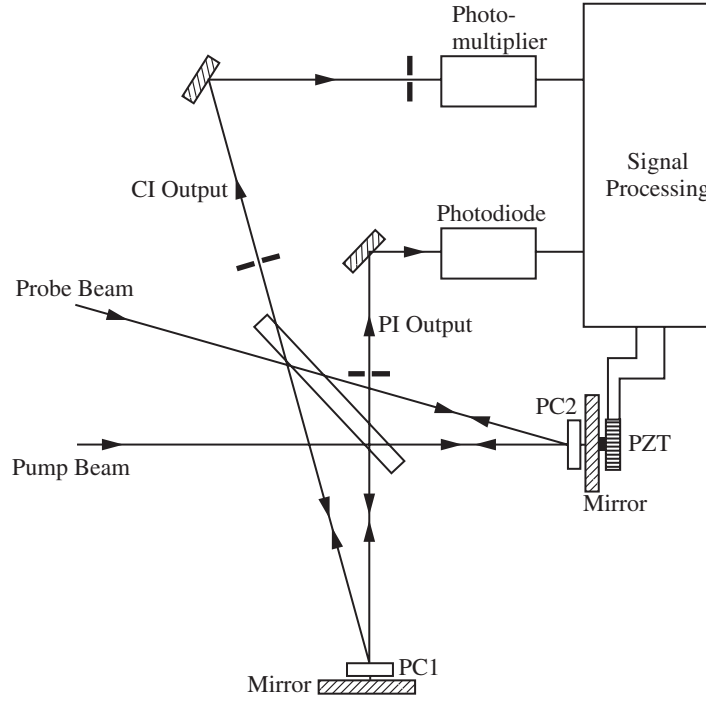 Photo-
multiplier
Signal
Processing
CI Output
Photodiode
Probe Beam
PI Output
PC2
PZT
Pump Beam
Mirror
PC1
Mirror